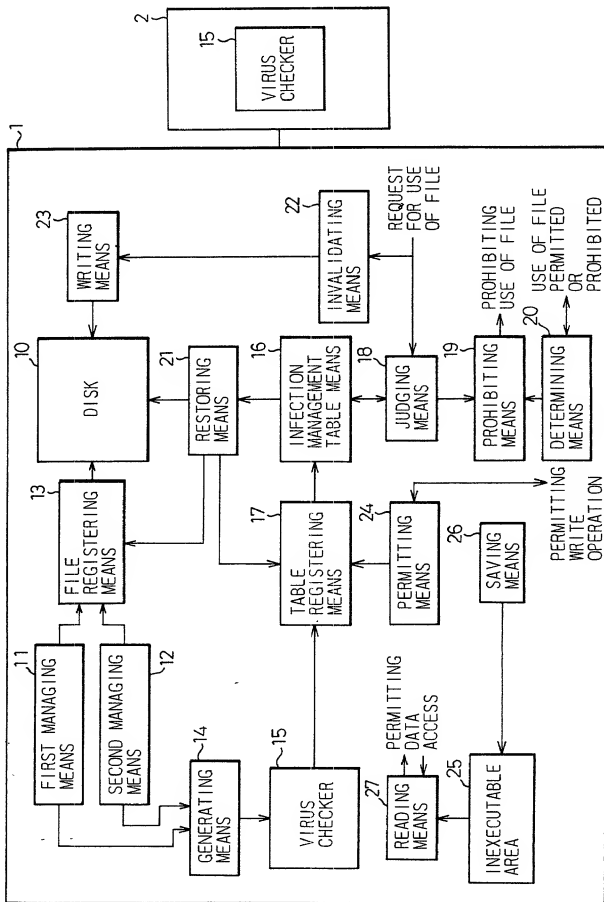 1
11
FIRST MANAGING
MEANS
SECOND MANAGING
MEANS
12
13
FILE
REGISTERING
MEANS
10
DISK
23
WRITING
MEANS
2
15
VIRUS
CHECKER
14
GENERATING
MEANS
21
RESTORING
MEANS
22
INVALIDATING
MEANS
15
VIRUS
CHECKER
17
TABLE
REGISTERING
MEANS
16
INFECTION
MANAGEMENT
TABLE MEANS
18
JUDGING
MEANS
REQUEST
FOR USE
OF FILE
27
READING
MEANS
PERMITTING
DATA
ACCESS
24
PERMITTING
MEANS
19
PROHIBITING
MEANS
PROHIBITING
USE OF FILE
25
INEXECUTABLE
AREA
26
SAVING
MEANS
PERMITTING
WRITE
OPERATION
20
DETERMINING
MEANS
USE OF FILE
PERMITTED
OR
PROHIBITED